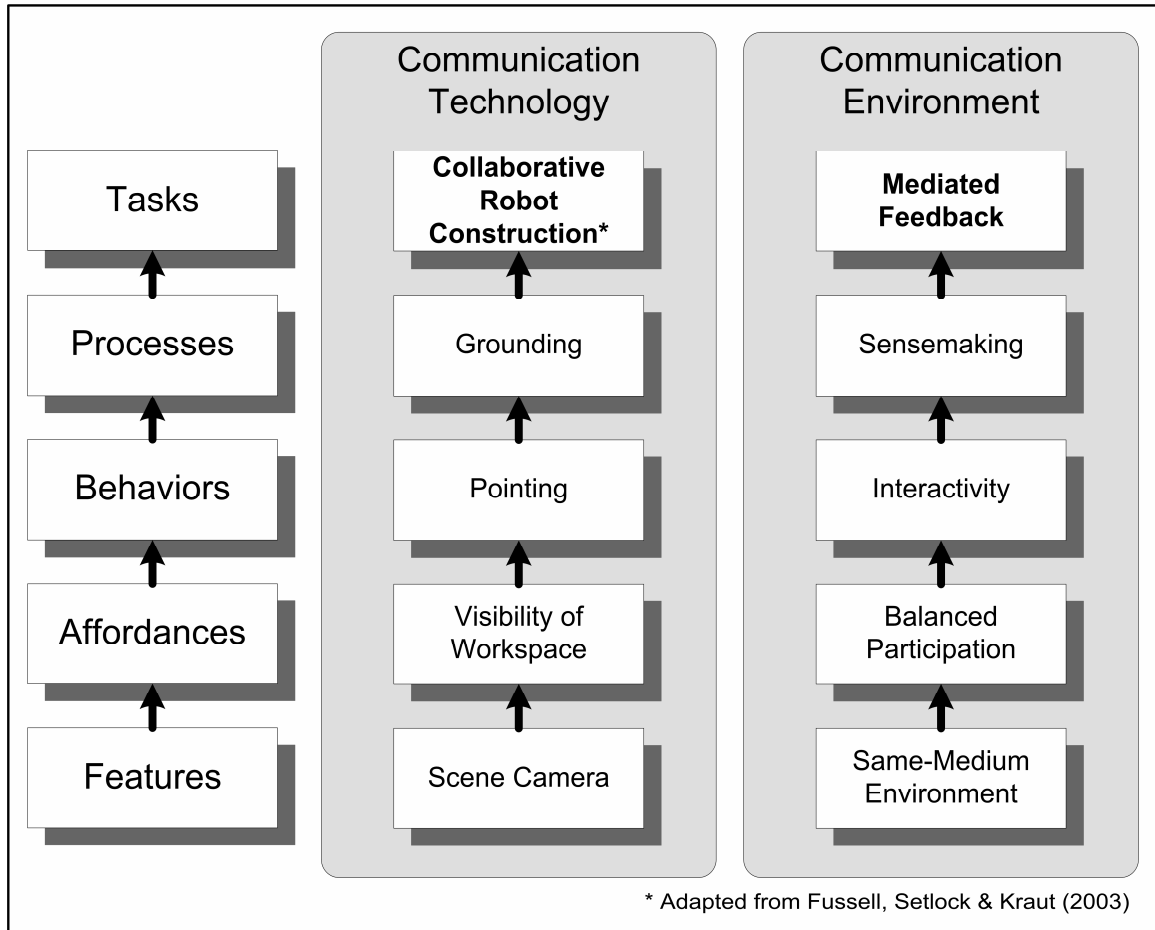 Communication
Technology
Communication
Environment
Tasks
Collaborative
Robot
Construction*
Mediated
Feedback
Processes
Grounding
Sensemaking
Behaviors
Pointing
Interactivity
Affordances
Visibility of
Workspace
Balanced
Participation
Features
Scene Camera
Same-Medium
Environment
* Adapted from Fussell, Setlock & Kraut (2003)